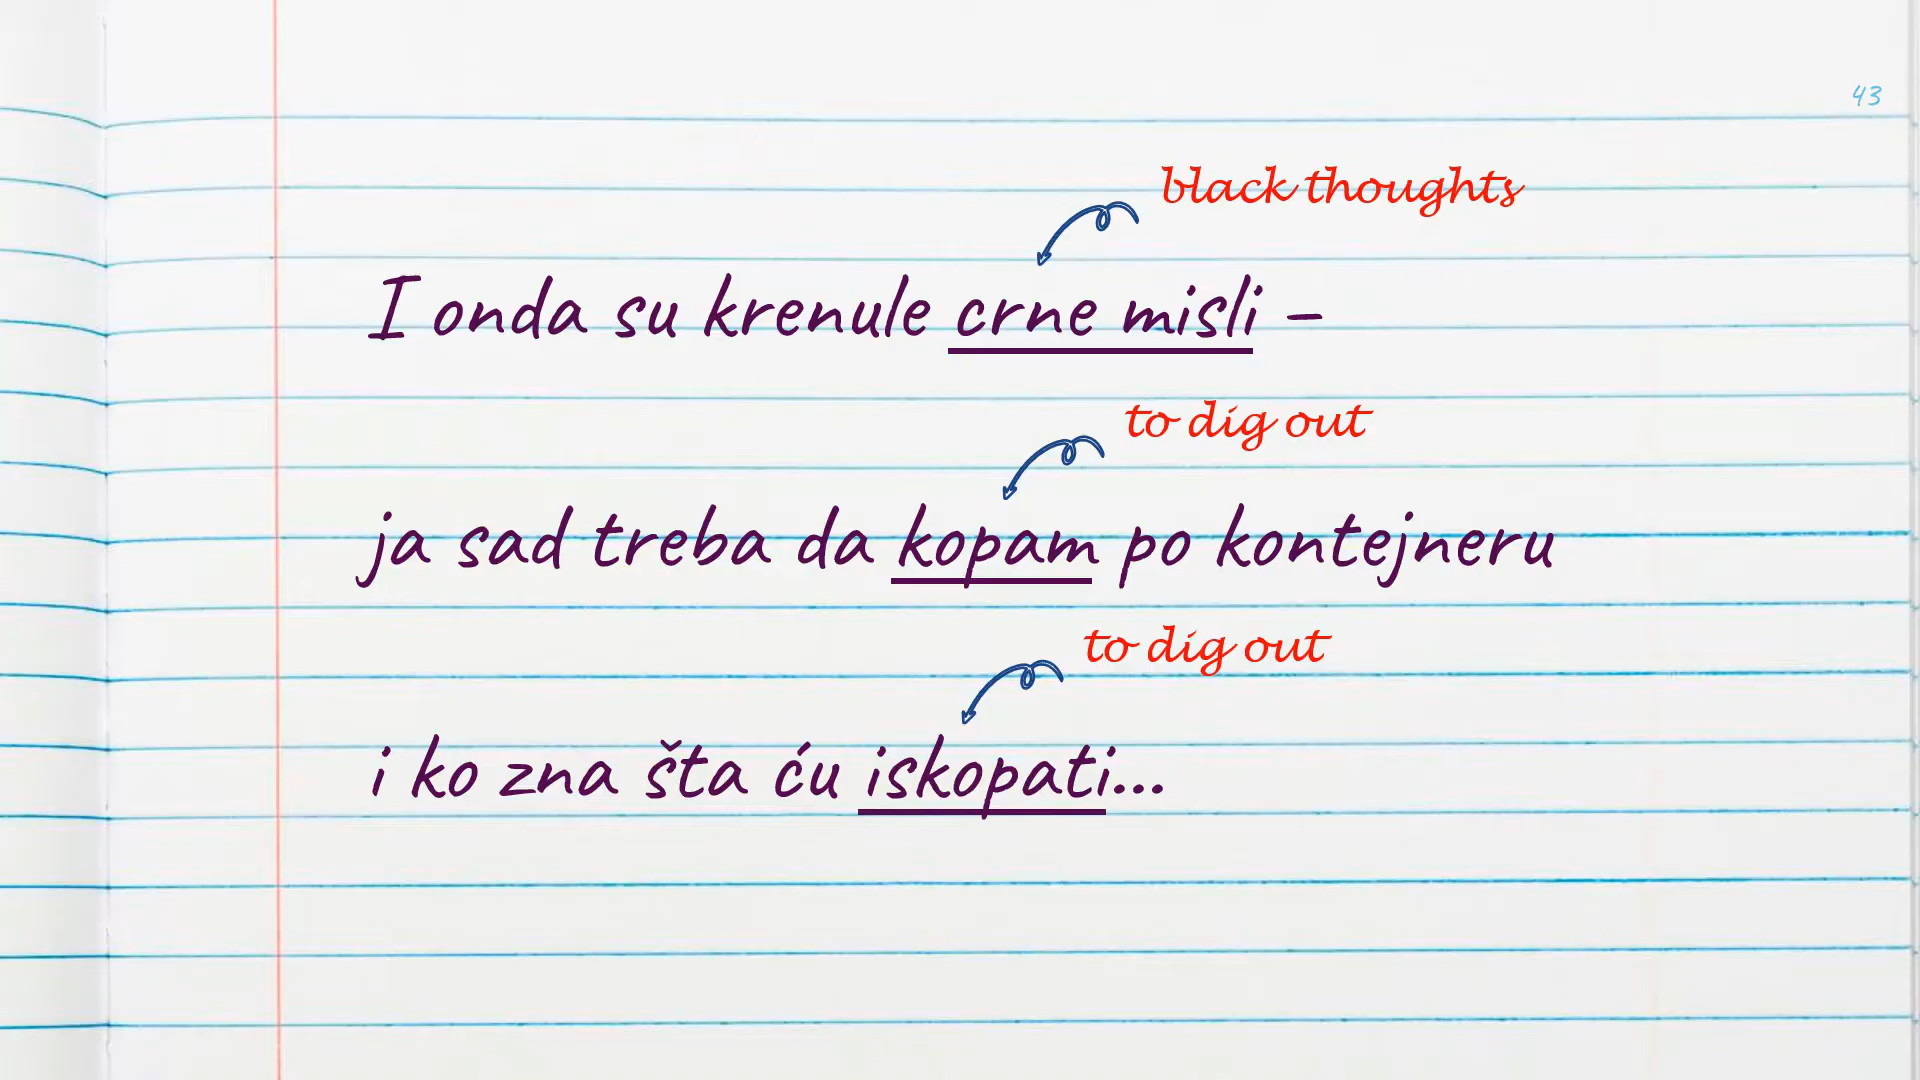 43
black thoughts
I onda su krenule crne misli –
to dig out
ja sad treba da kopam po kontejneru
to dig out
i ko zna šta ću iskopati...